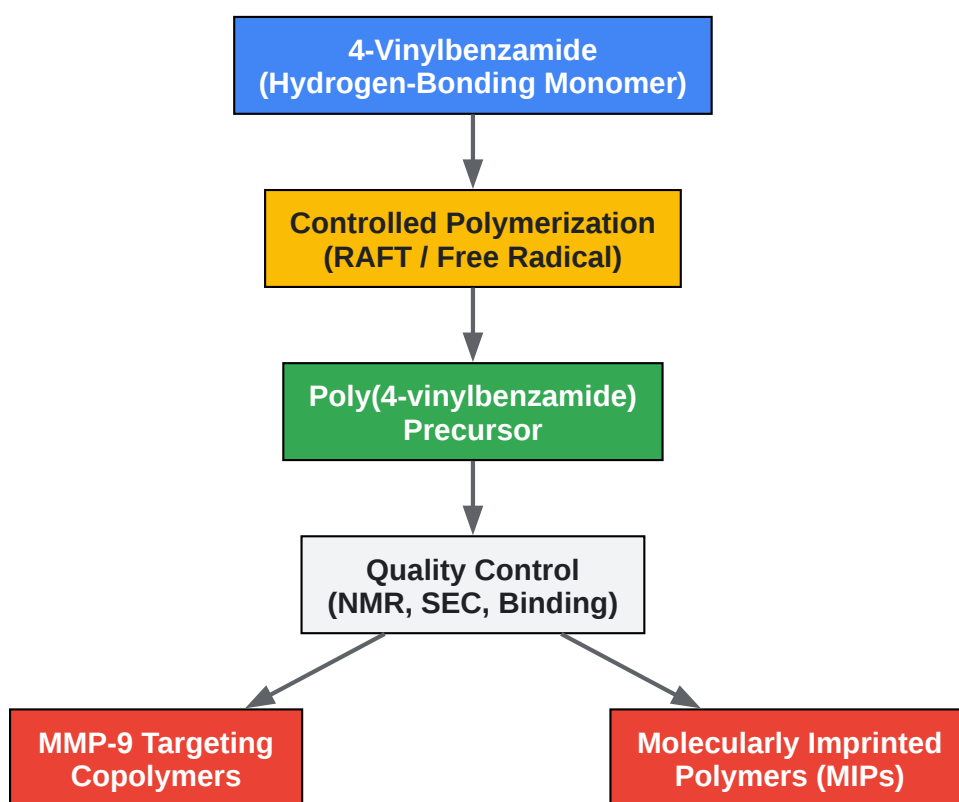 4-Vinylbenzamide
(Hydrogen-Bonding Monomer)
Controlled Polymerization
(RAFT / Free Radical)
Poly(4-vinylbenzamide)
Precursor
Quality Control
(NMR, SEC, Binding)
MMP-9 Targeting
Copolymers
Molecularly Imprinted
Polymers (MIPs)